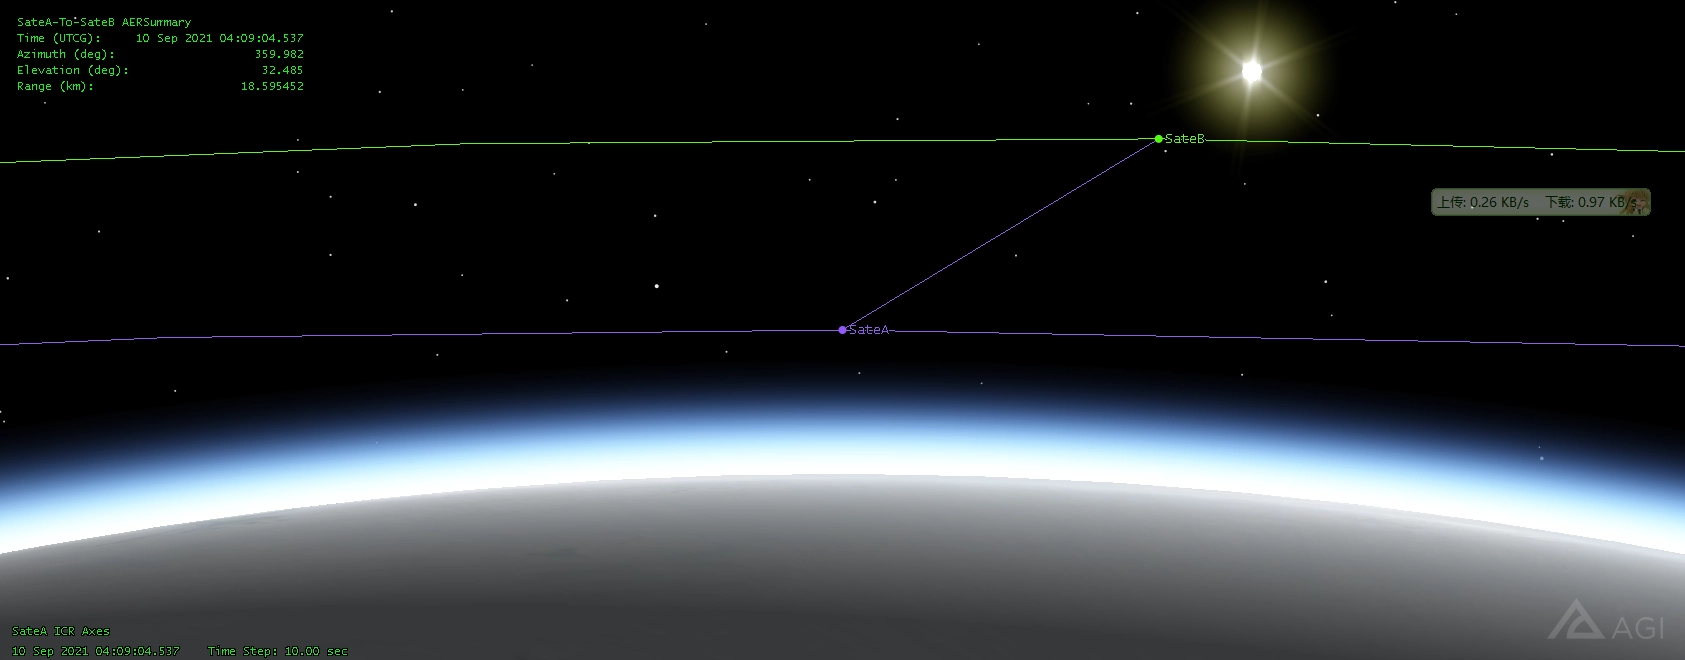 SateA-To-SateB AERSummary
Time (UTCG): 10 Sep 2021 04:09:04.537
Azimuth (deg): 359.982
Elevation (deg): 32.485
Range (km): 18.595452
SateB
上传: 0.26 KB/s 下载: 0.97 KB/s
SateA
AGI
SateA ICR Axes
10 Sep 2021 04:09:04.537 Time Step: 10.00 sec